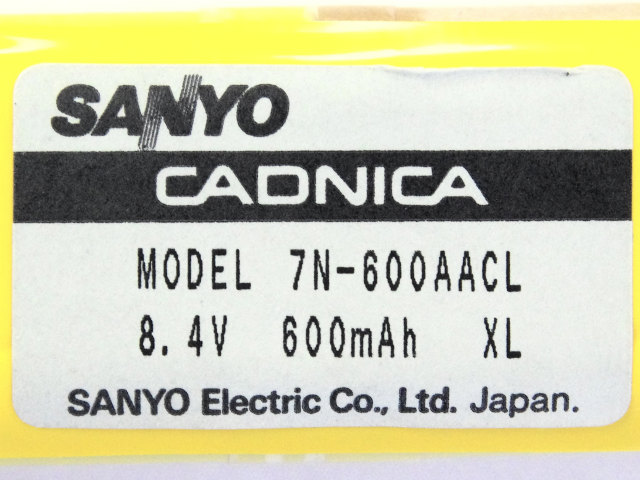 SANYO
CADNICA
MODEL 7N-600AACL
8.4V 600mAh XL
SANYO Electric Co., Ltd. Japan.